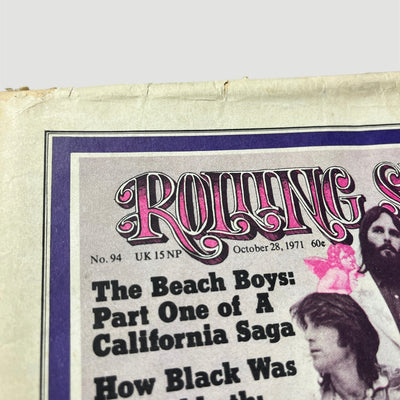 ROLLING S
No. 94 UK 15 NP October 28, 1971 60¢
The Beach Boys:
Part One of A
California Saga
How Black Was